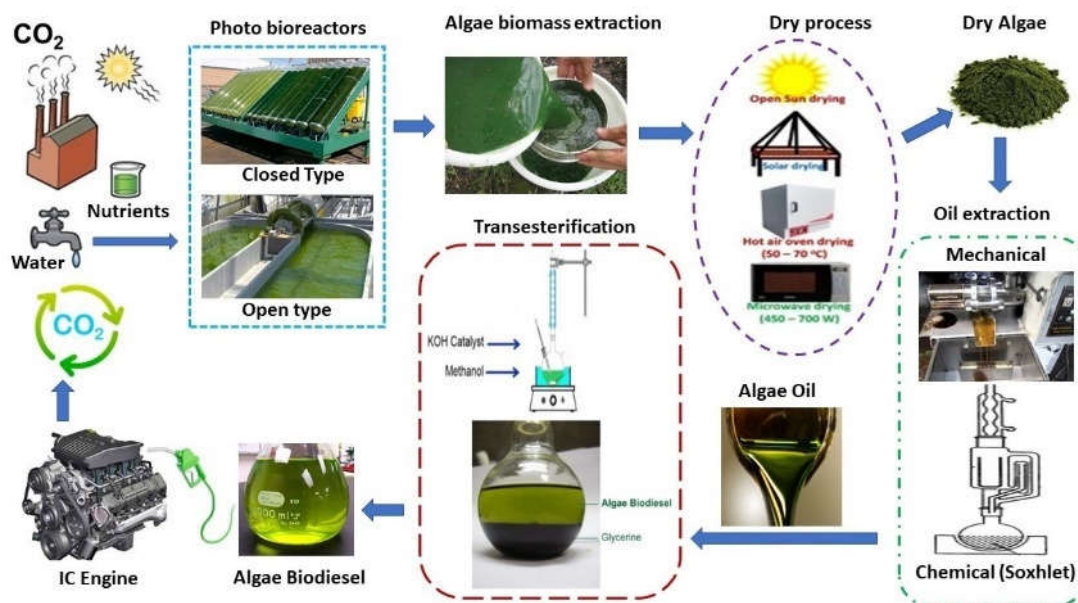 CO2
Nutrients
Water
Photo bioreactors
Closed Type
Open type
Algae biomass extraction
Dry process
Open Sun drying
Solar drying
Hot air oven drying
(50 – 70 °C)
Microwave drying
(450 – 700 W)
Dry Algae
Oil extraction
Mechanical
Chemical (Soxhlet)
Algae Oil
Transesterification
KOH Catalyst
Methanol
Algae Biodiesel
Glycerine
Algae Biodiesel
IC Engine
CO2